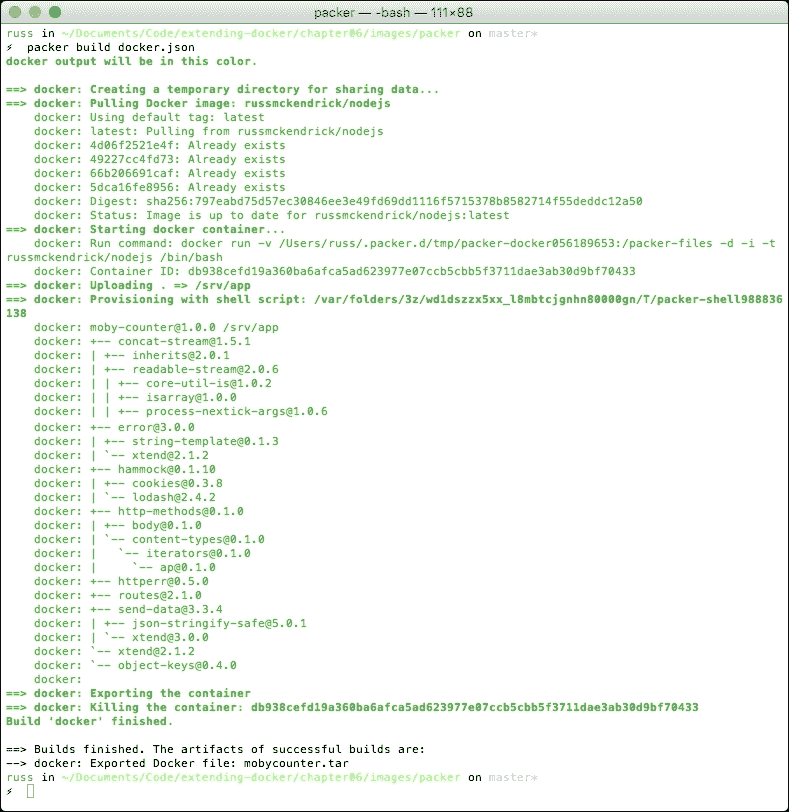 packer — -bash — 111×88
russ in ~/Documents/Code/extending-docker/chapter06/images/packer on master*
⚡ packer build docker.json
docker output will be in this color.
==> docker: Creating a temporary directory for sharing data...
==> docker: Pulling Docker image: russmckendrick/nodejs
docker: Using default tag: latest
docker: latest: Pulling from russmckendrick/nodejs
docker: 4d06f2521e4f: Already exists
docker: 49227cc4fd73: Already exists
docker: 66b206691caf: Already exists
docker: 5dca16fe8956: Already exists
docker: Digest: sha256:797eabd75d57ec30846ee3e49fd69dd1116f5715378b8582714f55deddc12a50
docker: Status: Image is up to date for russmckendrick/nodejs:latest
==> docker: Starting docker container...
docker: Run command: docker run -v /Users/russ/.packer.d/tmp/packer-docker056189653:/packer-files -d -i -t
russmckendrick/nodejs /bin/bash
docker: Container ID: db938cefd19a360ba6afca5ad623977e07ccb5cbb5f3711dae3ab30d9bf70433
==> docker: Uploading . => /srv/app
==> docker: Provisioning with shell script: /var/folders/3z/wd1dszzx5xx_l8mbtcjgnhn80000gn/T/packer-shell988836
138
docker: moby-counter@1.0.0 /srv/app
docker: +-- concat-stream@1.5.1
docker: | +-- inherits@2.0.1
docker: | +-- readable-stream@2.0.6
docker: | | +-- core-util-is@1.0.2
docker: | | +-- isarray@1.0.0
docker: | | +-- process-nextick-args@1.0.6
docker: +-- error@3.0.0
docker: | +-- string-template@0.1.3
docker: | `-- xtend@2.1.2
docker: +-- hammock@0.1.10
docker: | +-- cookies@0.3.8
docker: | `-- lodash@2.4.2
docker: +-- http-methods@0.1.0
docker: | +-- body@0.1.0
docker: | `-- content-types@0.1.0
docker: |   `-- iterators@0.1.0
docker: |     `-- ap@0.1.0
docker: +-- httperr@0.5.0
docker: +-- routes@2.1.0
docker: +-- send-data@3.3.4
docker: | +-- json-stringify-safe@5.0.1
docker: | `-- xtend@3.0.0
docker: `-- xtend@2.1.2
docker: `-- object-keys@0.4.0
docker:
==> docker: Exporting the container
==> docker: Killing the container: db938cefd19a360ba6afca5ad623977e07ccb5cbb5f3711dae3ab30d9bf70433
Build 'docker' finished.
==> Builds finished. The artifacts of successful builds are:
--> docker: Exported Docker file: mobycounter.tar
russ in ~/Documents/Code/extending-docker/chapter06/images/packer on master*
⚡